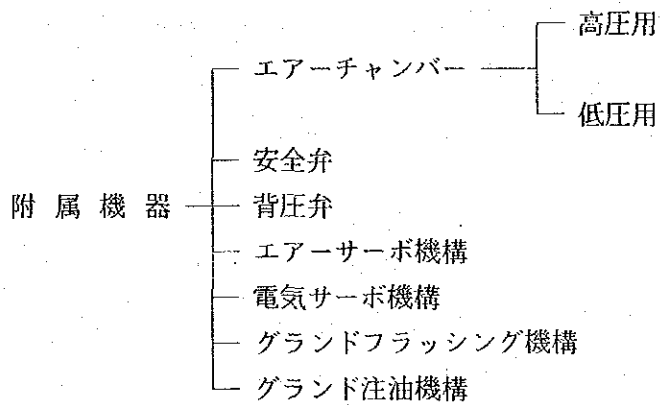 高圧用
エアーチャンバー
低圧用
安全弁
附属機器
背圧弁
エアーサーボ機構
電気サーボ機構
グランドフラッシング機構
グランド注油機構